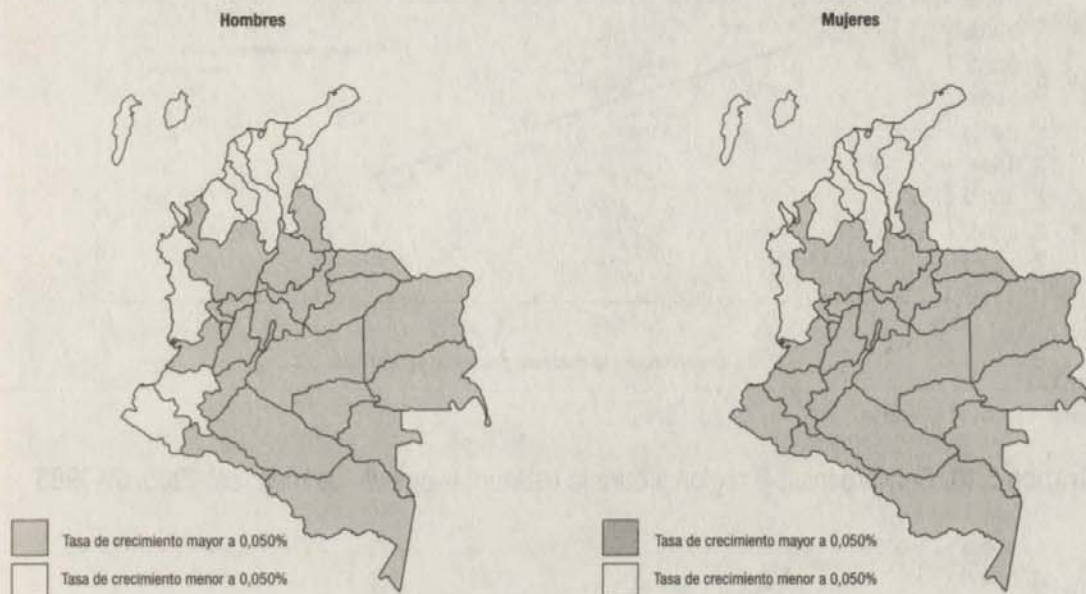 Hombres
Mujeres
Tasa de crecimiento mayor a 0,050%
Tasa de crecimiento menor a 0,050%
Tasa de crecimiento mayor a 0,050%
Tasa de crecimiento menor a 0,050%